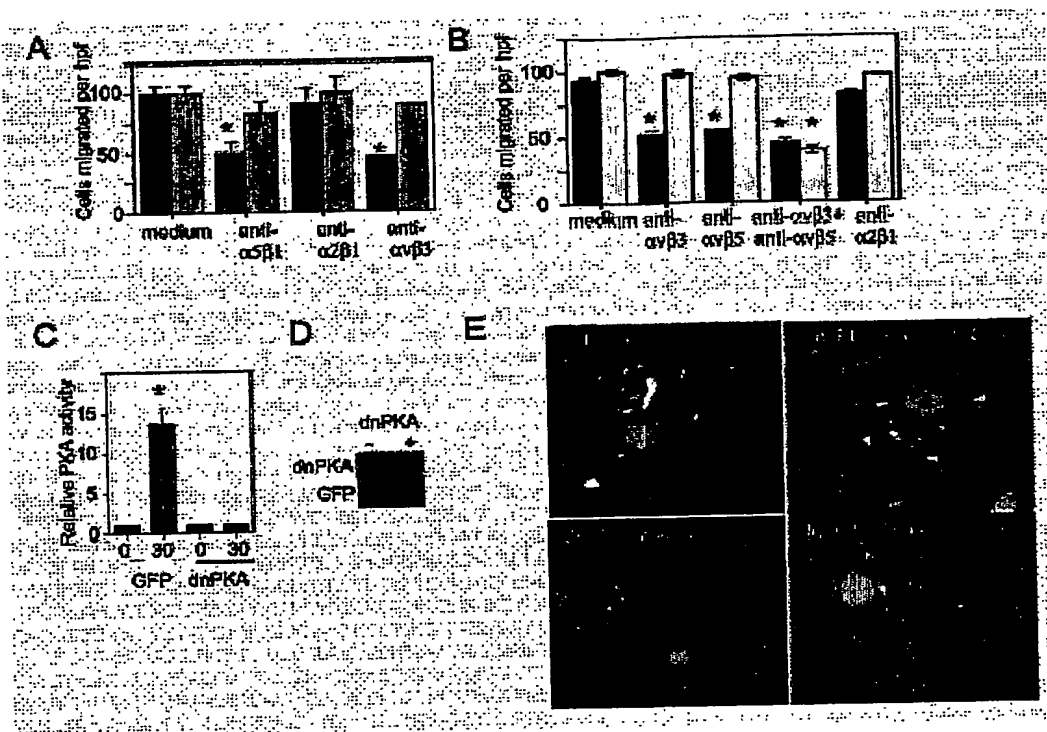 A
Cells migrated per hpf
100
50
0
medium anti-α5β1 anti-α2β1 anti-αvβ3
*
*
B
Cells migrated per hpf
100
50
0
medium anti-αvβ3 anti-αvβ5 anti-αvβ3+ anti-αvβ5 anti-α2β1
* * * *
C
Relative PKA activity
15
10
5
0
*
0 30 0 30
GFP dnPKA
D
dnPKA
- +
dnPKA
GFP
E